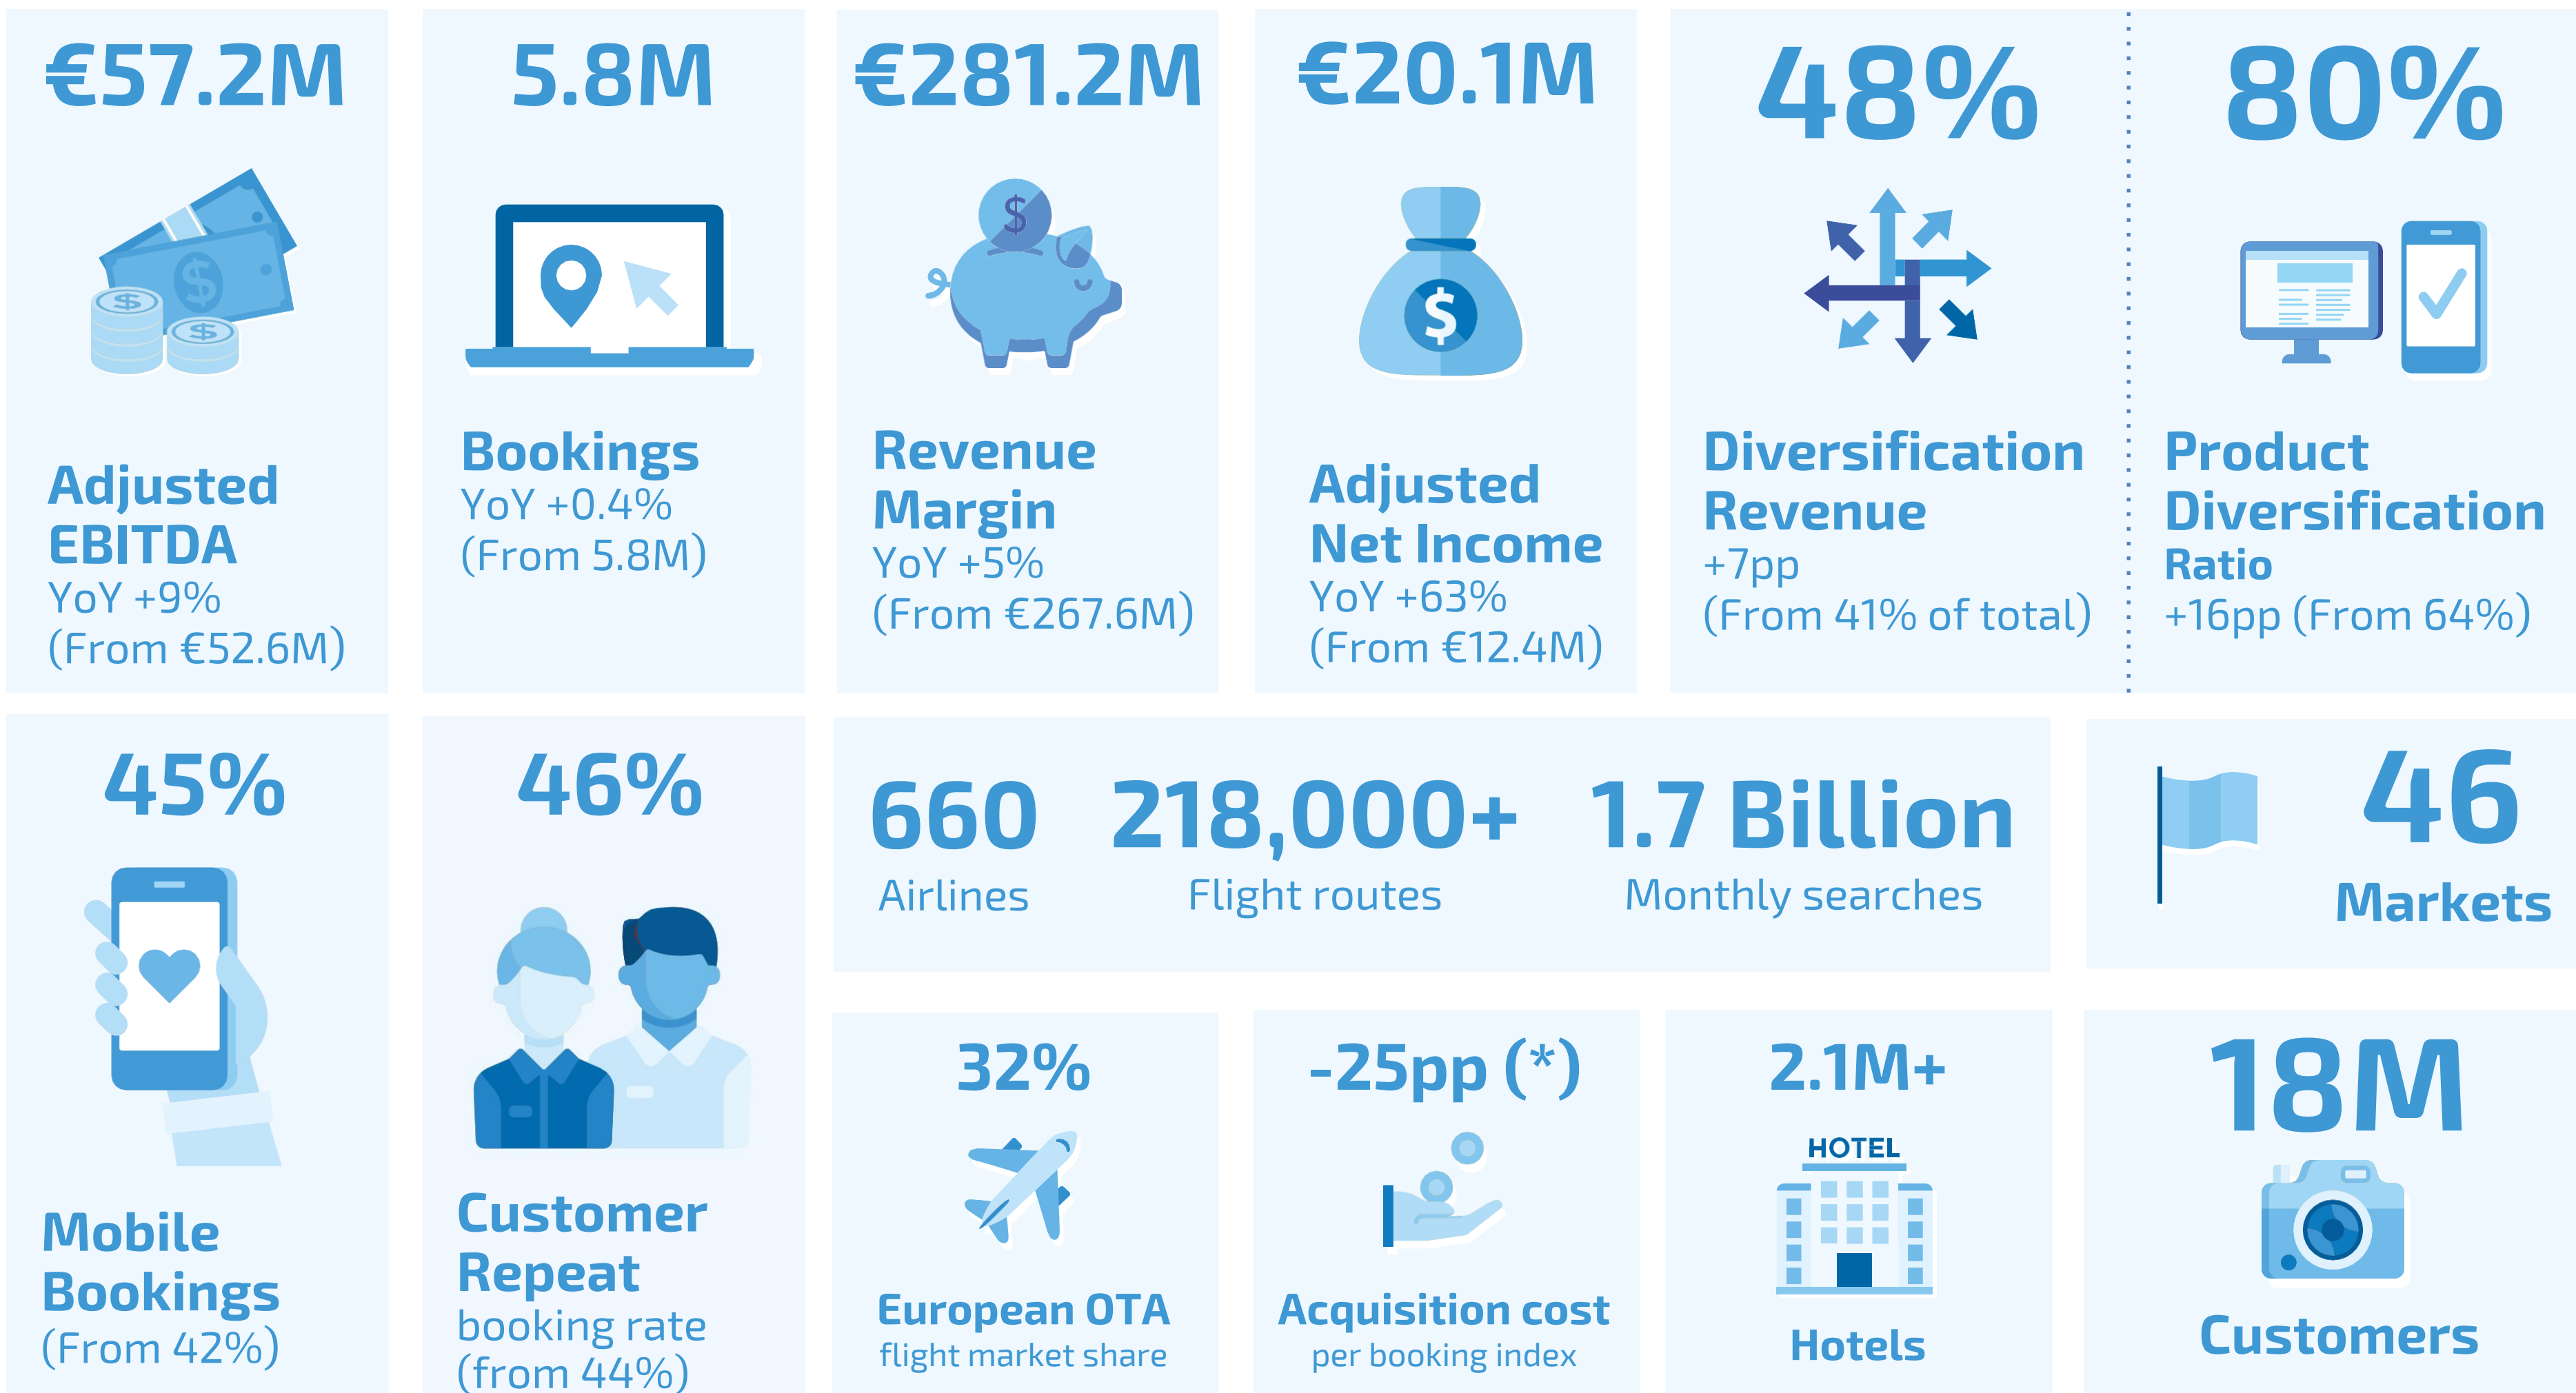 €57.2M
Adjusted
EBITDA
YoY +9%
(From €52.6M)
5.8M
Bookings
YoY +0.4%
(From 5.8M)
€281.2M
$
Revenue
Margin
YoY +5%
(From €267.6M)
€20.1M
$
Adjusted
Net Income
YoY +63%
(From €12.4M)
48%
Diversification
Revenue
+7pp
(From 41% of total)
80%
Product
Diversification
Ratio
+16pp (From 64%)
45%
Mobile
Bookings
(From 42%)
46%
Customer
Repeat
booking rate
(from 44%)
660
Airlines
218,000+
Flight routes
1.7 Billion
Monthly searches
46
Markets
32%
European OTA
flight market share
-25pp (*)
Acquisition cost
per booking index
2.1M+
HOTEL
Hotels
18M
Customers